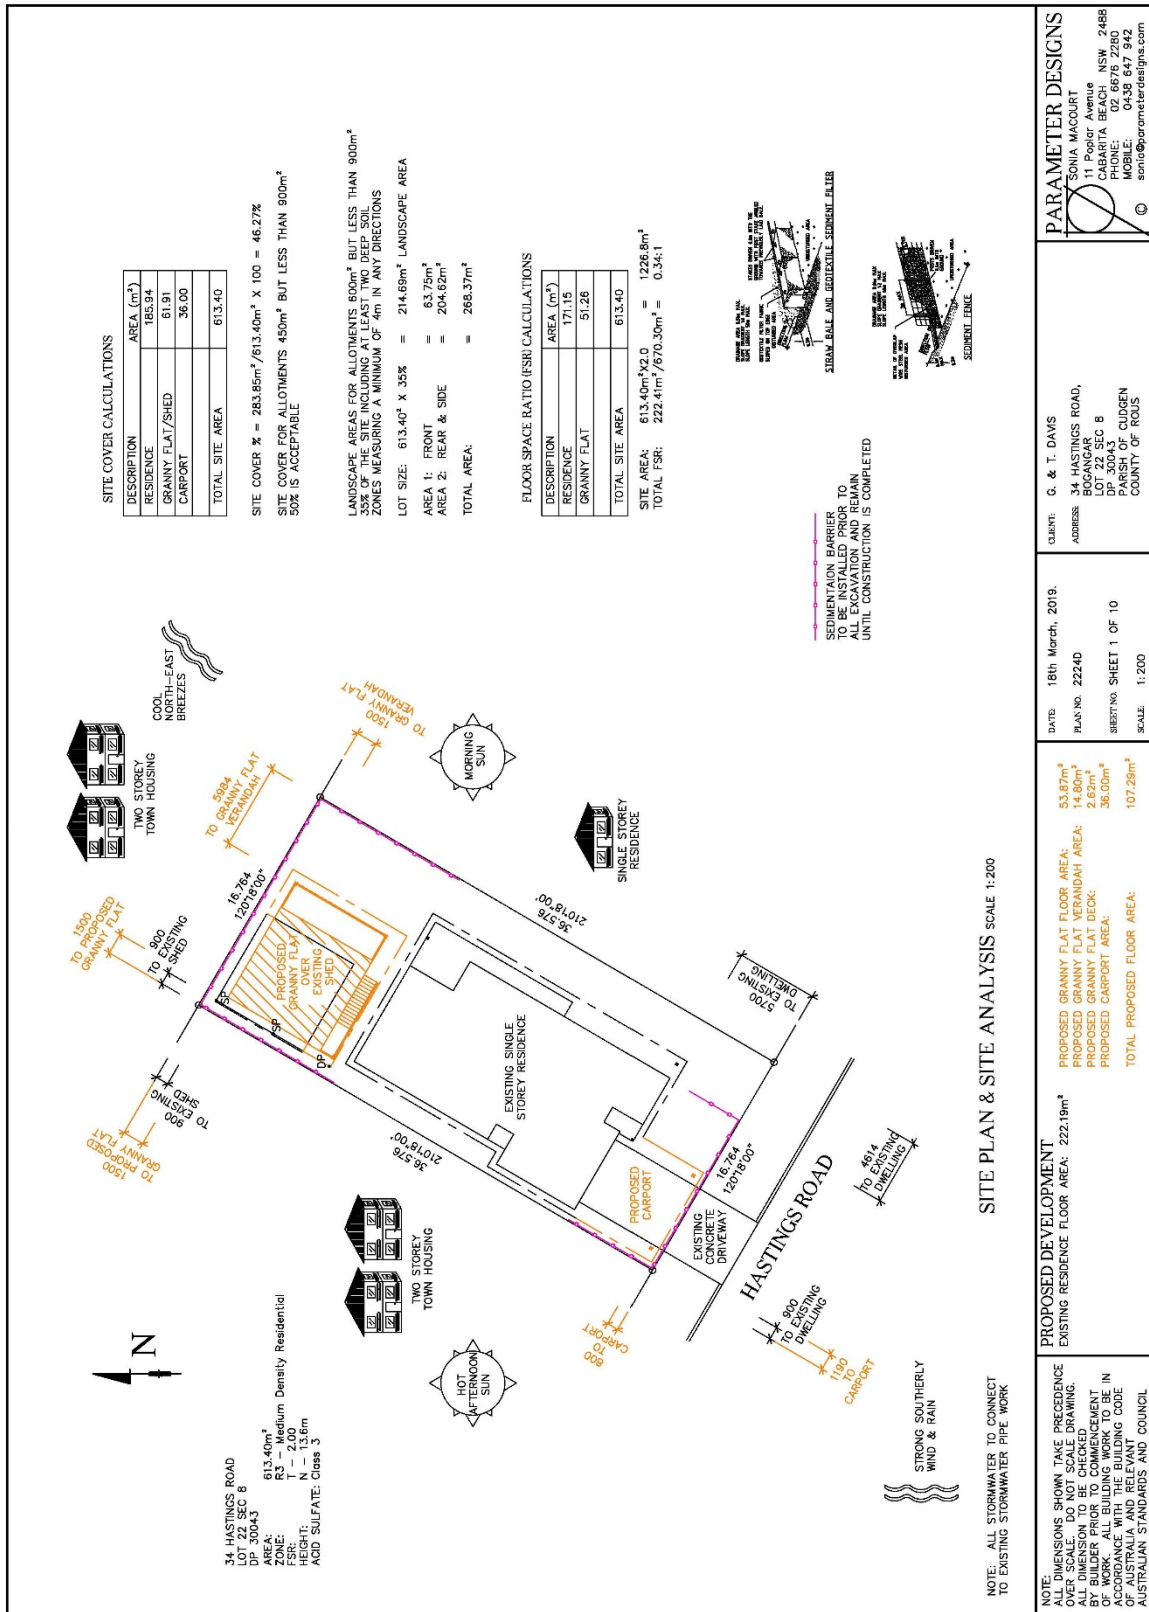 34 HASTINGS ROAD
LOT 22 SEC 8
DP 30043
AREA: 613.40m²
ZONE: R3 – Medium Density Residential
FSR: T – 2.00
HEIGHT: N – 13.6m
ACID SULFATE: Class 3
N
HOT
AFTERNOON
SUN
TWO STOREY
TOWN HOUSING
1500
TO PROPOSED
GRANNY FLAT
900
TO EXISTING
SHED
1500
TO PROPOSED
GRANNY FLAT
900
TO EXISTING
SHED
TWO STOREY
TOWN HOUSING
COOL
NORTH–EAST
BREEZES
5984
TO GRANNY FLAT
VERANDAH
1500
TO GRANNY FLAT
VERANDAH
16.764
120°18'00"
SP
SP
DP
PROPOSED
GRANNY FLAT
OVER
EXISTING
SHED
MORNING
SUN
SINGLE STOREY
RESIDENCE
36.576
210°18'00"
36.576
210°18'00"
EXISTING SINGLE
STOREY RESIDENCE
5700
TO EXISTING
DWELLING
PROPOSED
CARPORT
16.764
120°18'00"
EXISTING
CONCRETE
DRIVEWAY
800
TO
CARPORT
HASTINGS ROAD
4614
TO EXISTING
DWELLING
900
TO EXISTING
DWELLING
1190
TO
CARPORT
STRONG SOUTHERLY
WIND & RAIN
NOTE: ALL STORMWATER TO CONNECT
TO EXISTING STORMWATER PIPE WORK
SITE PLAN & SITE ANALYSIS SCALE 1:200
SITE COVER CALCULATIONS
DESCRIPTION AREA (m²)
RESIDENCE 185.94
GRANNY FLAT/SHED 61.91
CARPORT 36.00
TOTAL SITE AREA 613.40
SITE COVER % = 283.85m²/613.40m² X 100 = 46.27%
SITE COVER FOR ALLOTMENTS 450m² BUT LESS THAN 900m²
50% IS ACCEPTABLE
LANDSCAPE AREAS FOR ALLOTMENTS 600m² BUT LESS THAN 900m²
35% OF THE SITE INCLUDING AT LEAST TWO DEEP SOIL
ZONES MEASURING A MINIMUM OF 4m IN ANY DIRECTIONS
LOT SIZE: 613.40² X 35% = 214.69m² LANDSCAPE AREA
AREA 1: FRONT = 63.75m²
AREA 2: REAR & SIDE = 204.62m²
TOTAL AREA: = 268.37m²
FLOOR SPACE RATIO (FSR) CALCULATIONS
DESCRIPTION AREA (m²)
RESIDENCE 171.15
GRANNY FLAT 51.26
TOTAL SITE AREA 613.40
SITE AREA: 613.40m²X2.0 = 1226.8m²
TOTAL FSR: 222.41m²/670.30m² = 0.34:1
SEDIMENTAION BARRIER
TO BE INSTALLED PRIOR TO
ALL EXCAVATION AND REMAIN
UNTIL CONSTRUCTION IS COMPLETED
STRAW BALE AND GEOTEXTILE SEDIMENT FILTER
SEDIMENT FENCE
NOTE:
ALL DIMENSIONS SHOWN TAKE PRECEDENCE
OVER SCALE. DO NOT SCALE DRAWING.
ALL DIMENSION TO BE CHECKED
BY BUILDER PRIOR TO COMMENCEMENT
OF WORK. ALL BUILDING WORK TO BE IN
ACCORDANCE WITH THE BUILDING CODE
OF AUSTRALIA AND RELEVANT
AUSTRALIAN STANDARDS AND COUNCIL
PROPOSED DEVELOPMENT
EXISTING RESIDENCE FLOOR AREA: 222.19m²
PROPOSED GRANNY FLAT FLOOR AREA: 53.87m²
PROPOSED GRANNY FLAT VERANDAH AREA: 14.80m²
PROPOSED GRANNY FLAT DECK: 2.62m²
PROPOSED CARPORT AREA: 36.00m²
TOTAL PROPOSED FLOOR AREA: 107.29m²
DATE: 18th March, 2019.
PLAN NO. 2224D
SHEET NO. SHEET 1 OF 10
SCALE: 1:200
CLIENT: G. & T. DAVIS
ADDRESS: 34 HASTINGS ROAD,
BOGANGAR
LOT 22 SEC 8
DP 30043
PARISH OF CUDGEN
COUNTY OF ROUS
PARAMETER DESIGNS
SONIA MACOURT
11 Poplar Avenue
CABARITA BEACH NSW 2488
PHONE: 02 6676 2280
MOBILE: 0438 647 942
© sonia@parameterdesigns.com